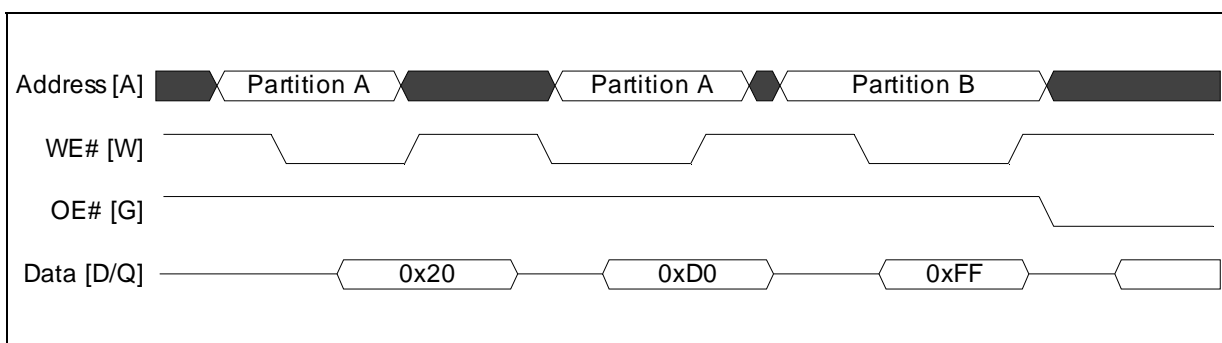 Address [A] Partition A Partition A Partition B
WE# [W]
OE# [G]
Data [D/Q] 0x20 0xD0 0xFF